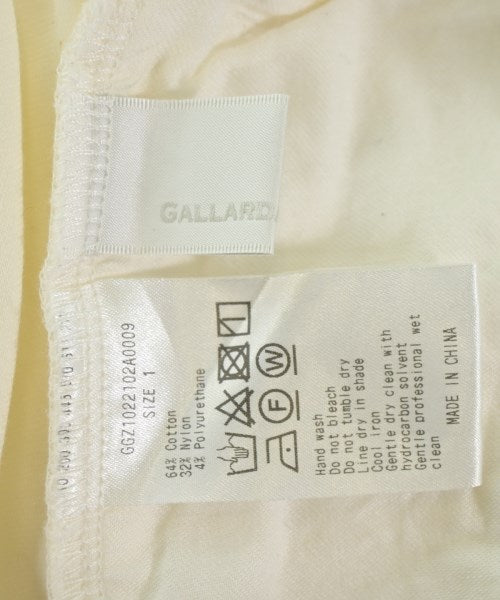 GALLARD
GGZ1022102A0009
SIZE 1
64% Cotton
32% Nylon
4% Polyurethane
F W
Hand wash
Do not bleach
Do not tumble dry
Line dry in shade
Cool iron
Gentle dry clean with
hydrocarbon solvent
Gentle professional wet
clean
MADE IN CHINA